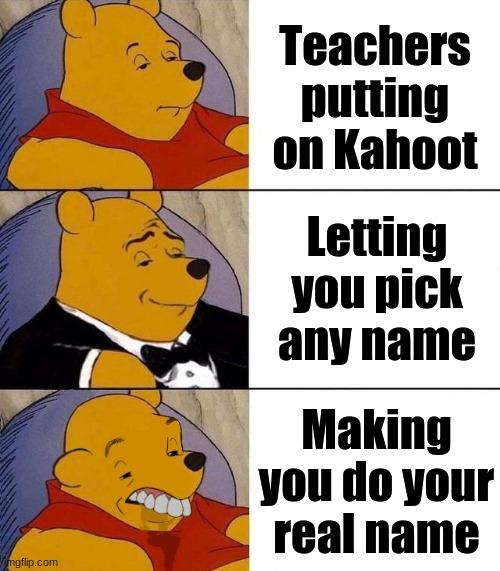 Teachers
putting
on Kahoot
Letting
you pick
any name
Making
you do your
real name
imgflip.com